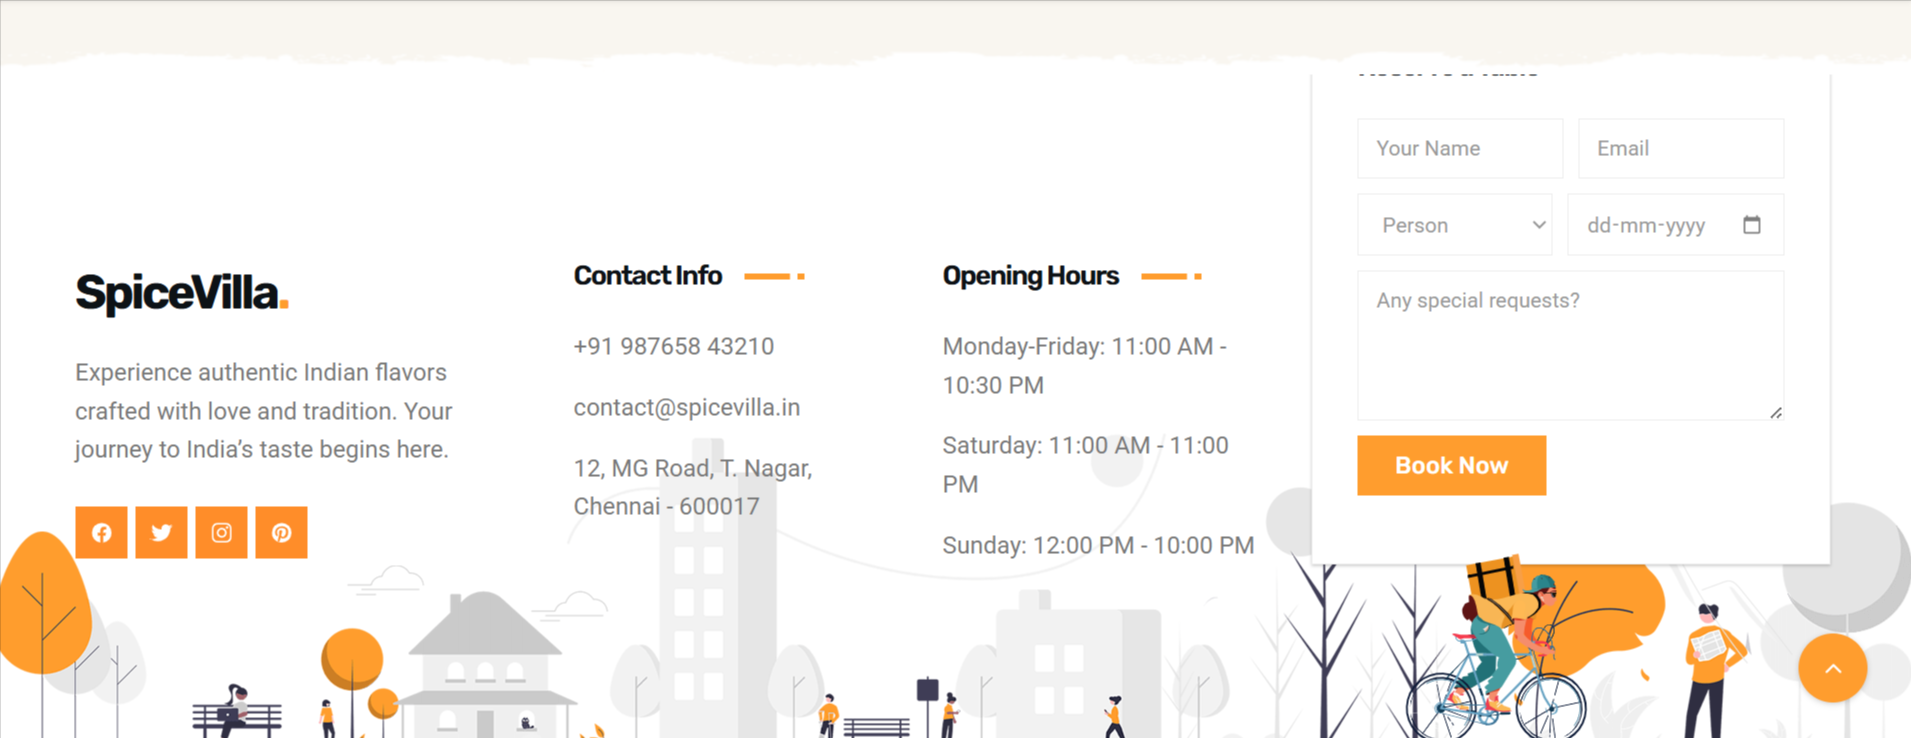 SpiceVilla.
Experience authentic Indian flavors
crafted with love and tradition. Your
journey to India’s taste begins here.
Contact Info
+91 987658 43210
contact@spicevilla.in
12, MG Road, T. Nagar,
Chennai - 600017
Opening Hours
Monday-Friday: 11:00 AM -
10:30 PM
Saturday: 11:00 AM - 11:00
PM
Sunday: 12:00 PM - 10:00 PM
Your Name
Email
Person
dd-mm-yyyy
Any special requests?
Book Now